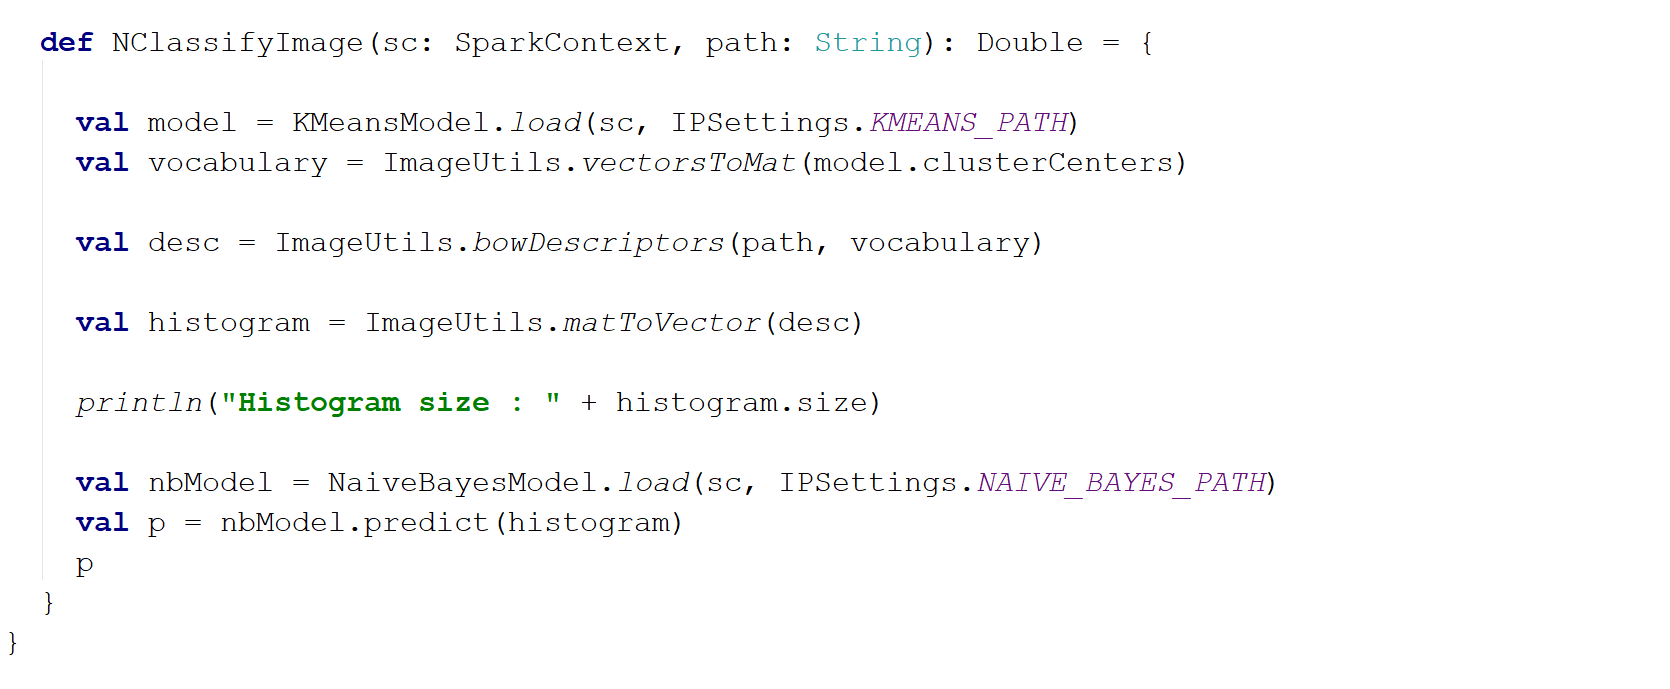 def NClassifyImage(sc: SparkContext, path: String): Double = {
val model = KMeansModel.load(sc, IPSettings.KMEANS_PATH)
val vocabulary = ImageUtils.vectorsToMat(model.clusterCenters)
val desc = ImageUtils.bowDescriptors(path, vocabulary)
val histogram = ImageUtils.matToVector(desc)
println("Histogram size : " + histogram.size)
val nbModel = NaiveBayesModel.load(sc, IPSettings.NAIVE_BAYES_PATH)
val p = nbModel.predict(histogram)
p
}
}